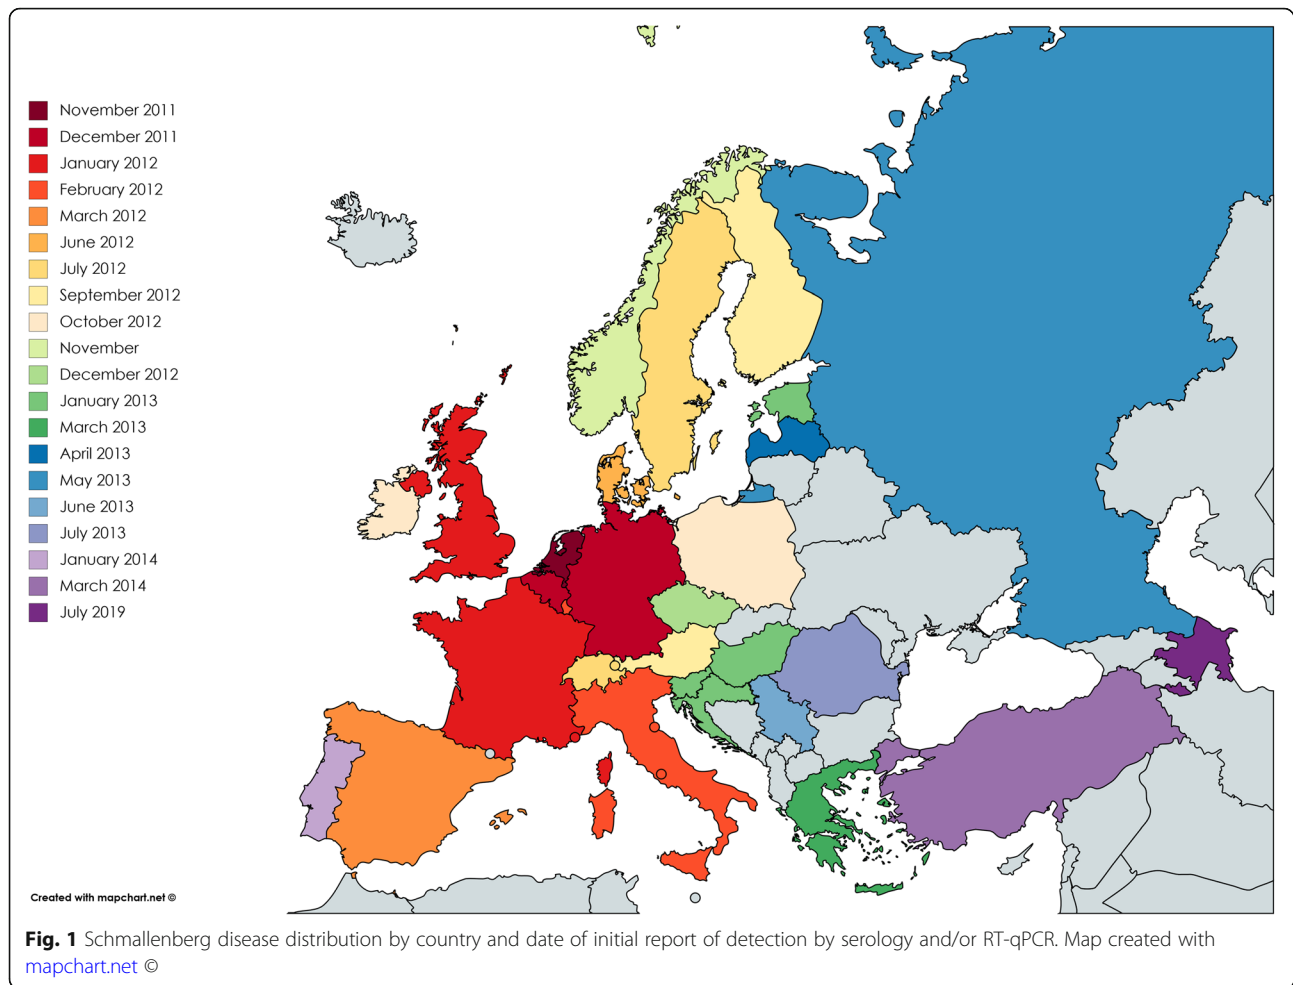 November 2011
December 2011
January 2012
February 2012
March 2012
June 2012
July 2012
September 2012
October 2012
November
December 2012
January 2013
March 2013
April 2013
May 2013
June 2013
July 2013
January 2014
March 2014
July 2019
Created with mapchart.net ©
Fig. 1 Schmallenberg disease distribution by country and date of initial report of detection by serology and/or RT-qPCR. Map created with
mapchart.net ©